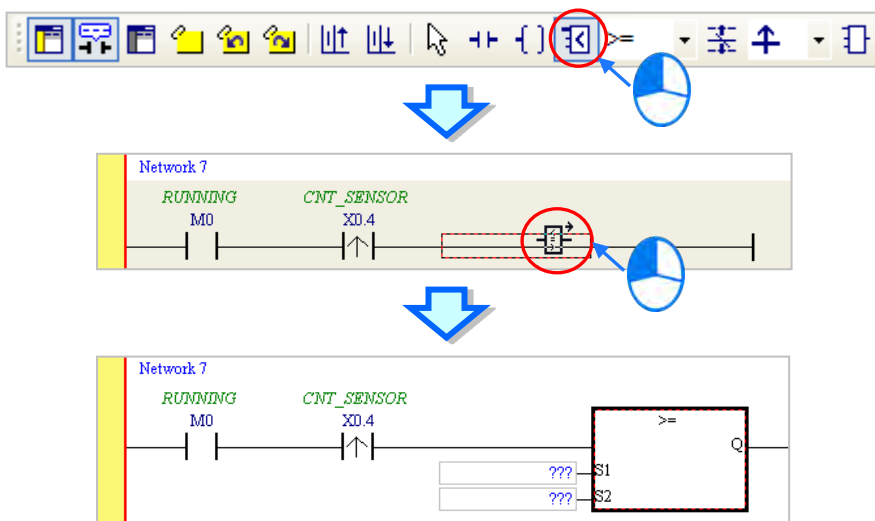 >=
Network 7
RUNNING CNT_SENSOR
M0 X0.4
Network 7
RUNNING CNT_SENSOR
M0 X0.4 >=
Q
??? S1
??? S2